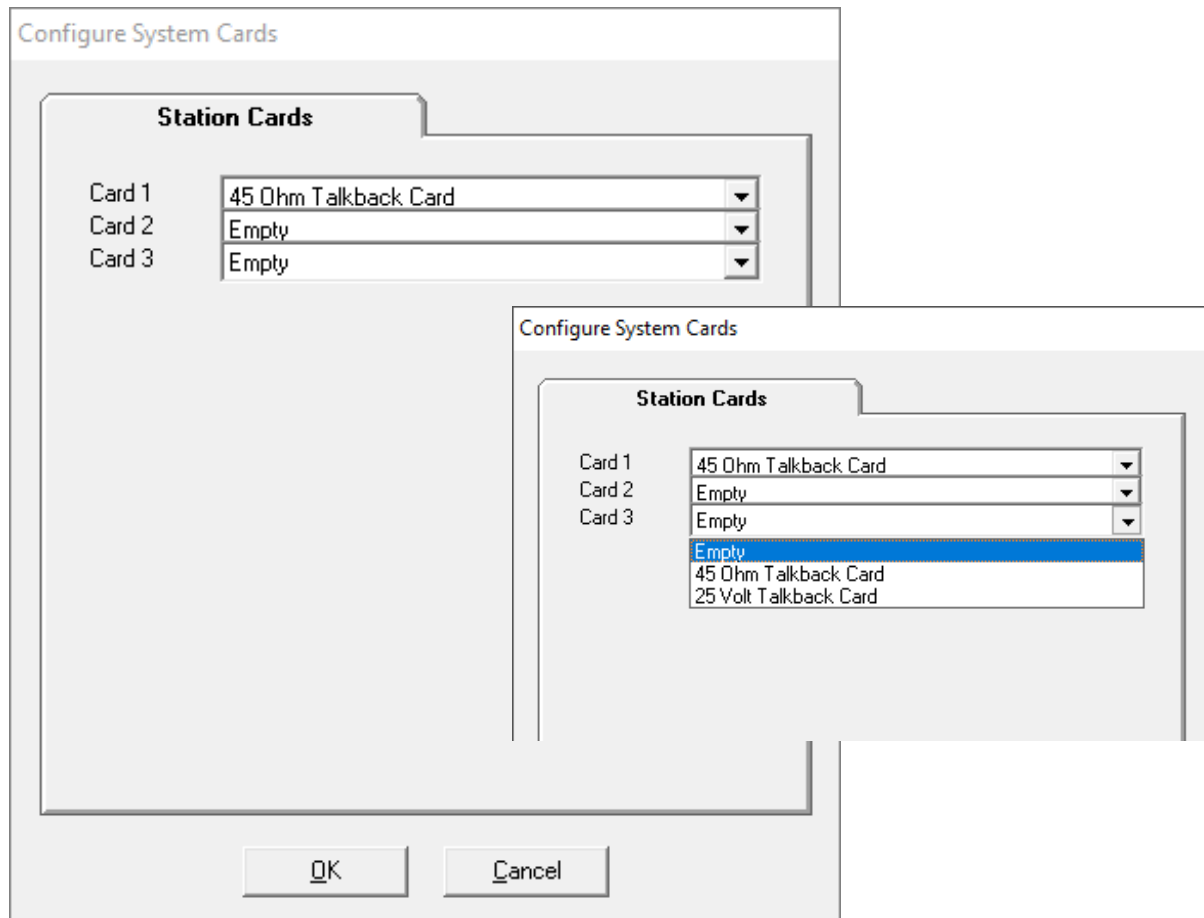 Configure System Cards
Station Cards
Card 1 45 Ohm Talkback Card
Card 2 Empty
Card 3 Empty
OK Cancel
Configure System Cards
Station Cards
Card 1 45 Ohm Talkback Card
Card 2 Empty
Card 3 Empty
Empty
45 Ohm Talkback Card
25 Volt Talkback Card